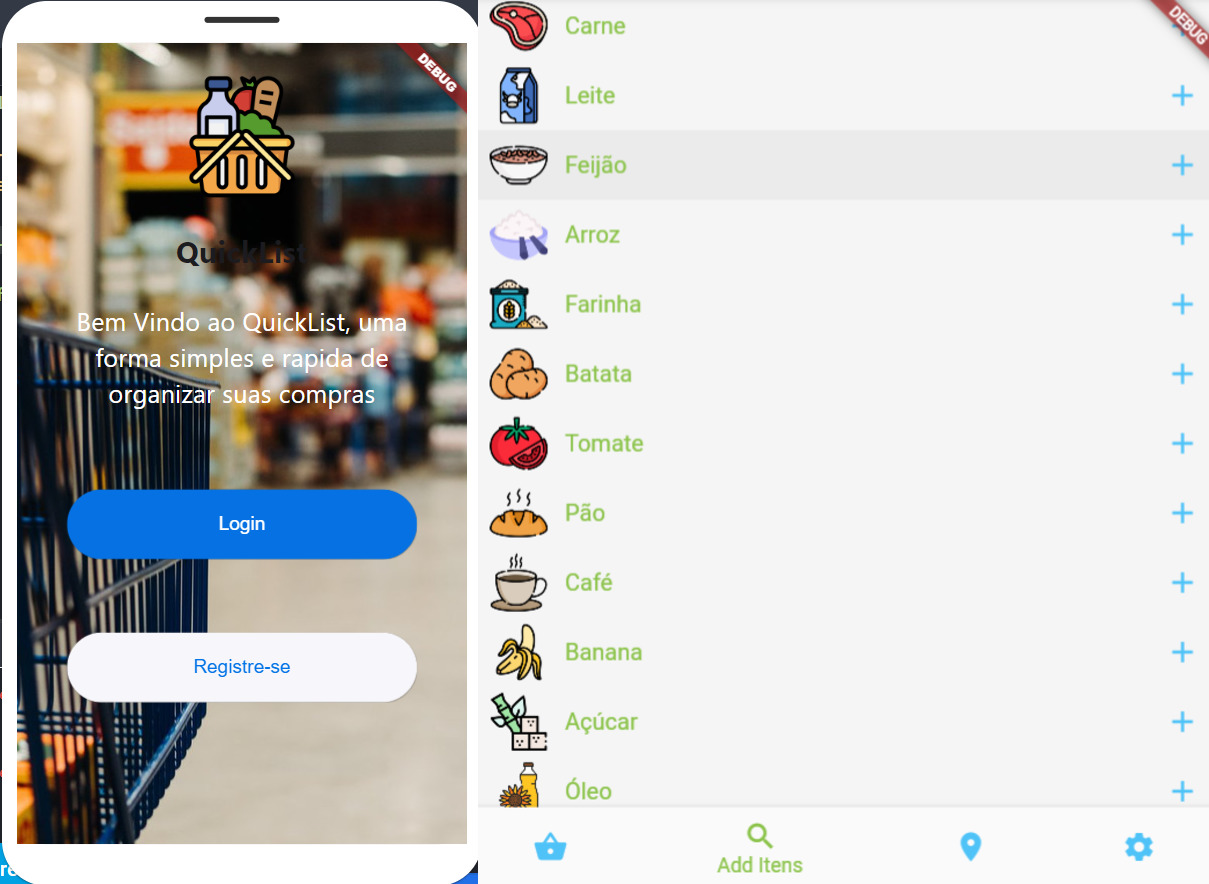 DEBUG
QuickList
Bem Vindo ao QuickList, uma
forma simples e rapida de
organizar suas compras
Login
Registre-se
DEBUG
Carne
Leite
Feijão
Arroz
Farinha
Batata
Tomate
Pão
Café
Banana
Açúcar
Óleo
Add Itens